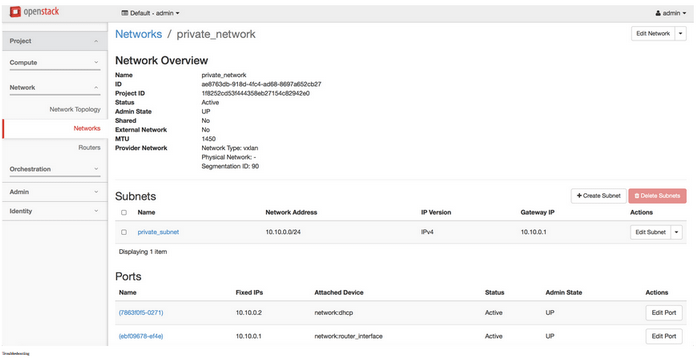 openstack
Default - admin
admin
Project
Compute
Network
Network Topology
Networks
Routers
Orchestration
Admin
Identity
Networks / private_network
Edit Network
Network Overview
Name private_network
ID ae8763db-918d-4fc4-ad68-8697a652cb27
Project ID 1f8252cd53f444358eb27154c82942e0
Status Active
Admin State UP
Shared No
External Network No
MTU 1450
Provider Network Network Type: vxlan
Physical Network: -
Segmentation ID: 90
Subnets
Create Subnet Delete Subnets
Name Network Address IP Version Gateway IP Actions
private_subnet 10.10.0.0/24 IPv4 10.10.0.1 Edit Subnet
Displaying 1 item
Ports
Name Fixed IPs Attached Device Status Admin State Actions
(7863f0f5-0271) 10.10.0.2 network:dhcp Active UP Edit Port
(ebf09678-ef4e) 10.10.0.1 network:router_interface Active UP Edit Port
Troubleshooting